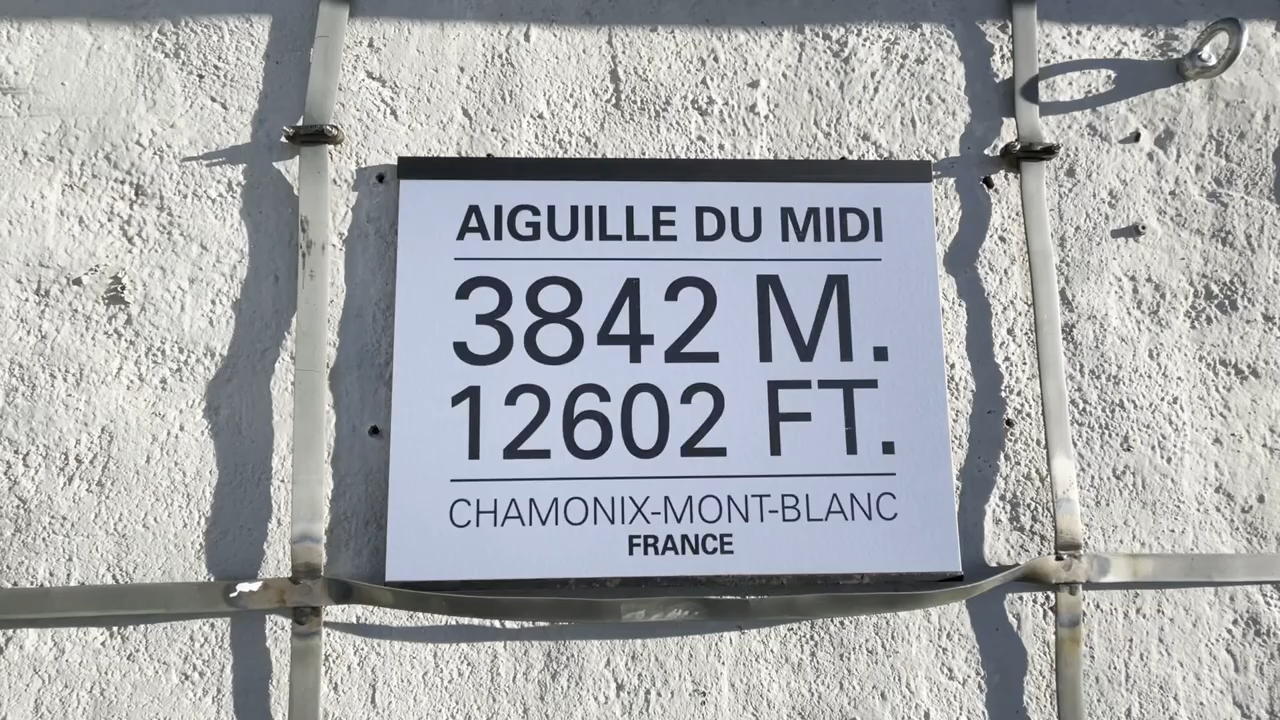 AIGUILLE DU MIDI
3842 M.
12602 FT.
CHAMONIX-MONT-BLANC
FRANCE